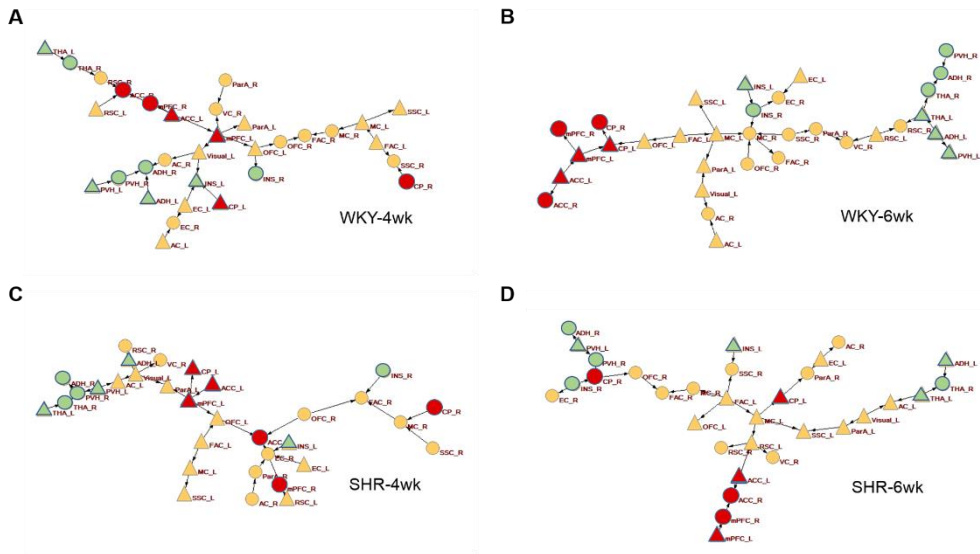 A
THA_L
THA_R
RSC_R
ACC_R
RSC_L
mPFC_R
ACC_L
ParA_R
VC_R
mPFC_L
ParA_L
Visual_L
OFC_L
OFC_R
FAC_R
MC_R
MC_L
SSC_L
FAC_L
SSC_R
CP_R
INS_R
AC_R
ADH_R
PVH_R
PVH_L
ADH_L
INS_L
CP_L
EC_L
EC_R
AC_L
WKY-4wk
B
PVH_R
ADH_R
THA_R
THA_L
ADH_L
PVH_L
RSC_R
RSC_L
ParA_R
VC_R
SSC_R
EC_L
EC_R
INS_L
INS_R
SSC_L
MC_R
MC_L
FAC_L
OFC_L
FAC_R
OFC_R
mPFC_R
CP_R
CP_L
mPFC_L
ACC_L
ACC_R
ParA_L
Visual_L
AC_R
AC_L
WKY-6wk
C
RSC_R
ADH_L
VC_R
Visual_L
AC_L
PVH_L
ADH_R
PVH_R
THA_R
THA_L
CP_L
ACC_L
ParA_L
mPFC_L
OFC_L
FAC_L
MC_L
SSC_L
INS_R
FAC_R
OFC_R
CP_R
MC_R
SSC_R
ACC
INS_L
EC_R
EC_L
ParA_R
AC_R
mPFC_R
RSC_L
SHR-4wk
D
ADH_R
PVH_L
PVH_R
CP_R
INS_R
EC_R
OFC_R
FAC_R
INS_L
SSC_R
FAC_L
OFC_L
AC_R
EC_L
ParA_R
CP_L
MC_L
ADH_L
THA_R
THA_L
AC_L
Visual_L
ParA_L
SSC_L
RSC_L
RSC_R
VC_R
ACC_L
ACC_R
mPFC_R
mPFC_L
SHR-6wk